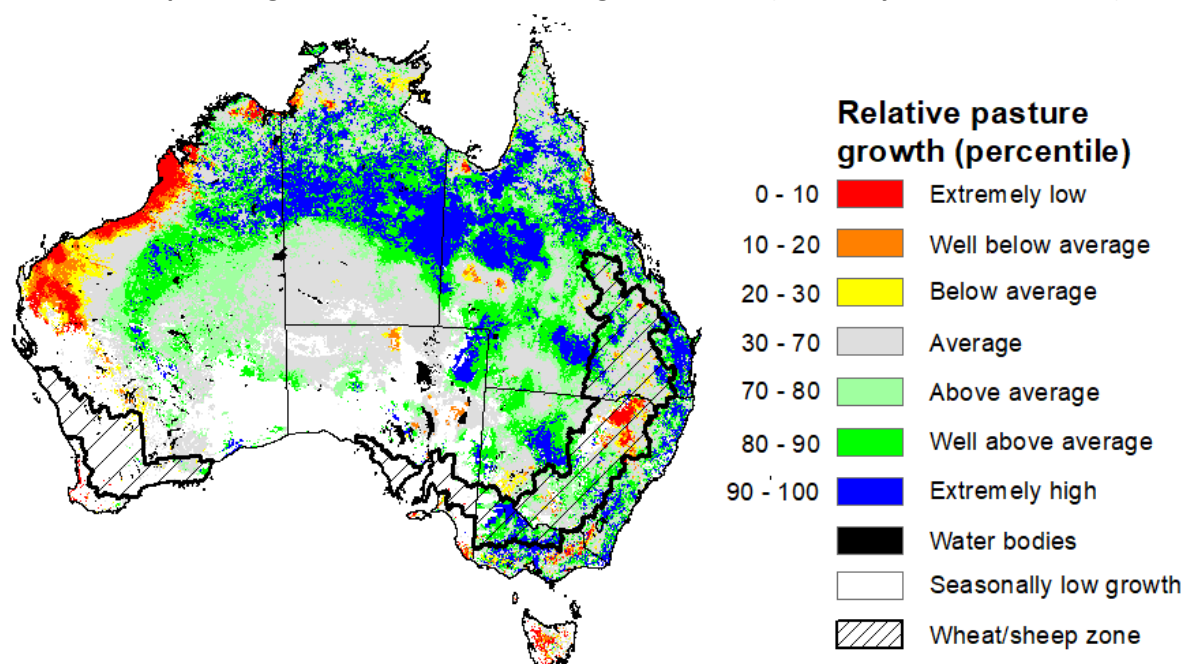 Relative pasture
growth (percentile)
0 - 10 Extremely low
10 - 20 Well below average
20 - 30 Below average
30 - 70 Average
70 - 80 Above average
80 - 90 Well above average
90 - 100 Extremely high
Water bodies
Seasonally low growth
Wheat/sheep zone